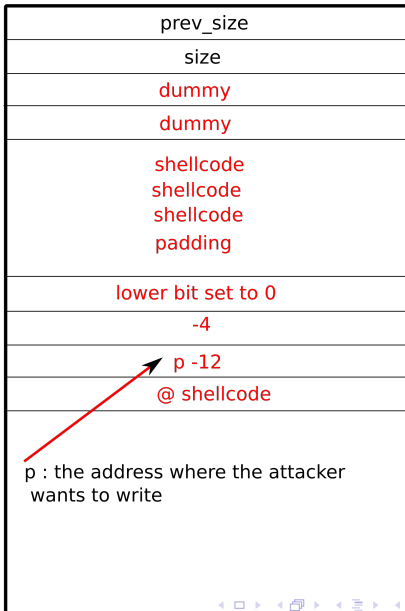 prev_size
size
dummy
dummy
shellcode
shellcode
shellcode
padding
lower bit set to 0
-4
p -12
@ shellcode
p : the address where the attacker
wants to write